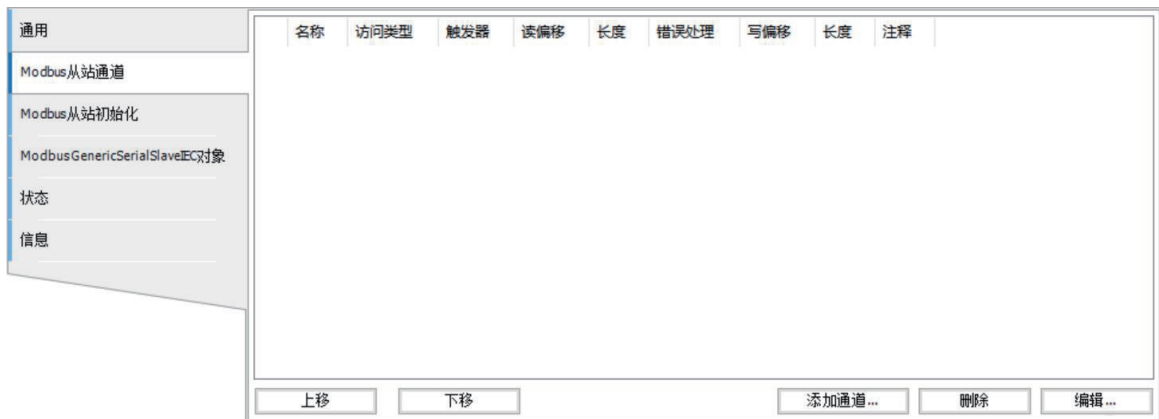 通用
Modbus从站通道
Modbus从站初始化
ModbusGenericSerialSlaveIEC对象
状态
信息
名称 访问类型 触发器 读偏移 长度 错误处理 写偏移 长度 注释
上移 下移 添加通道... 删除 编辑...